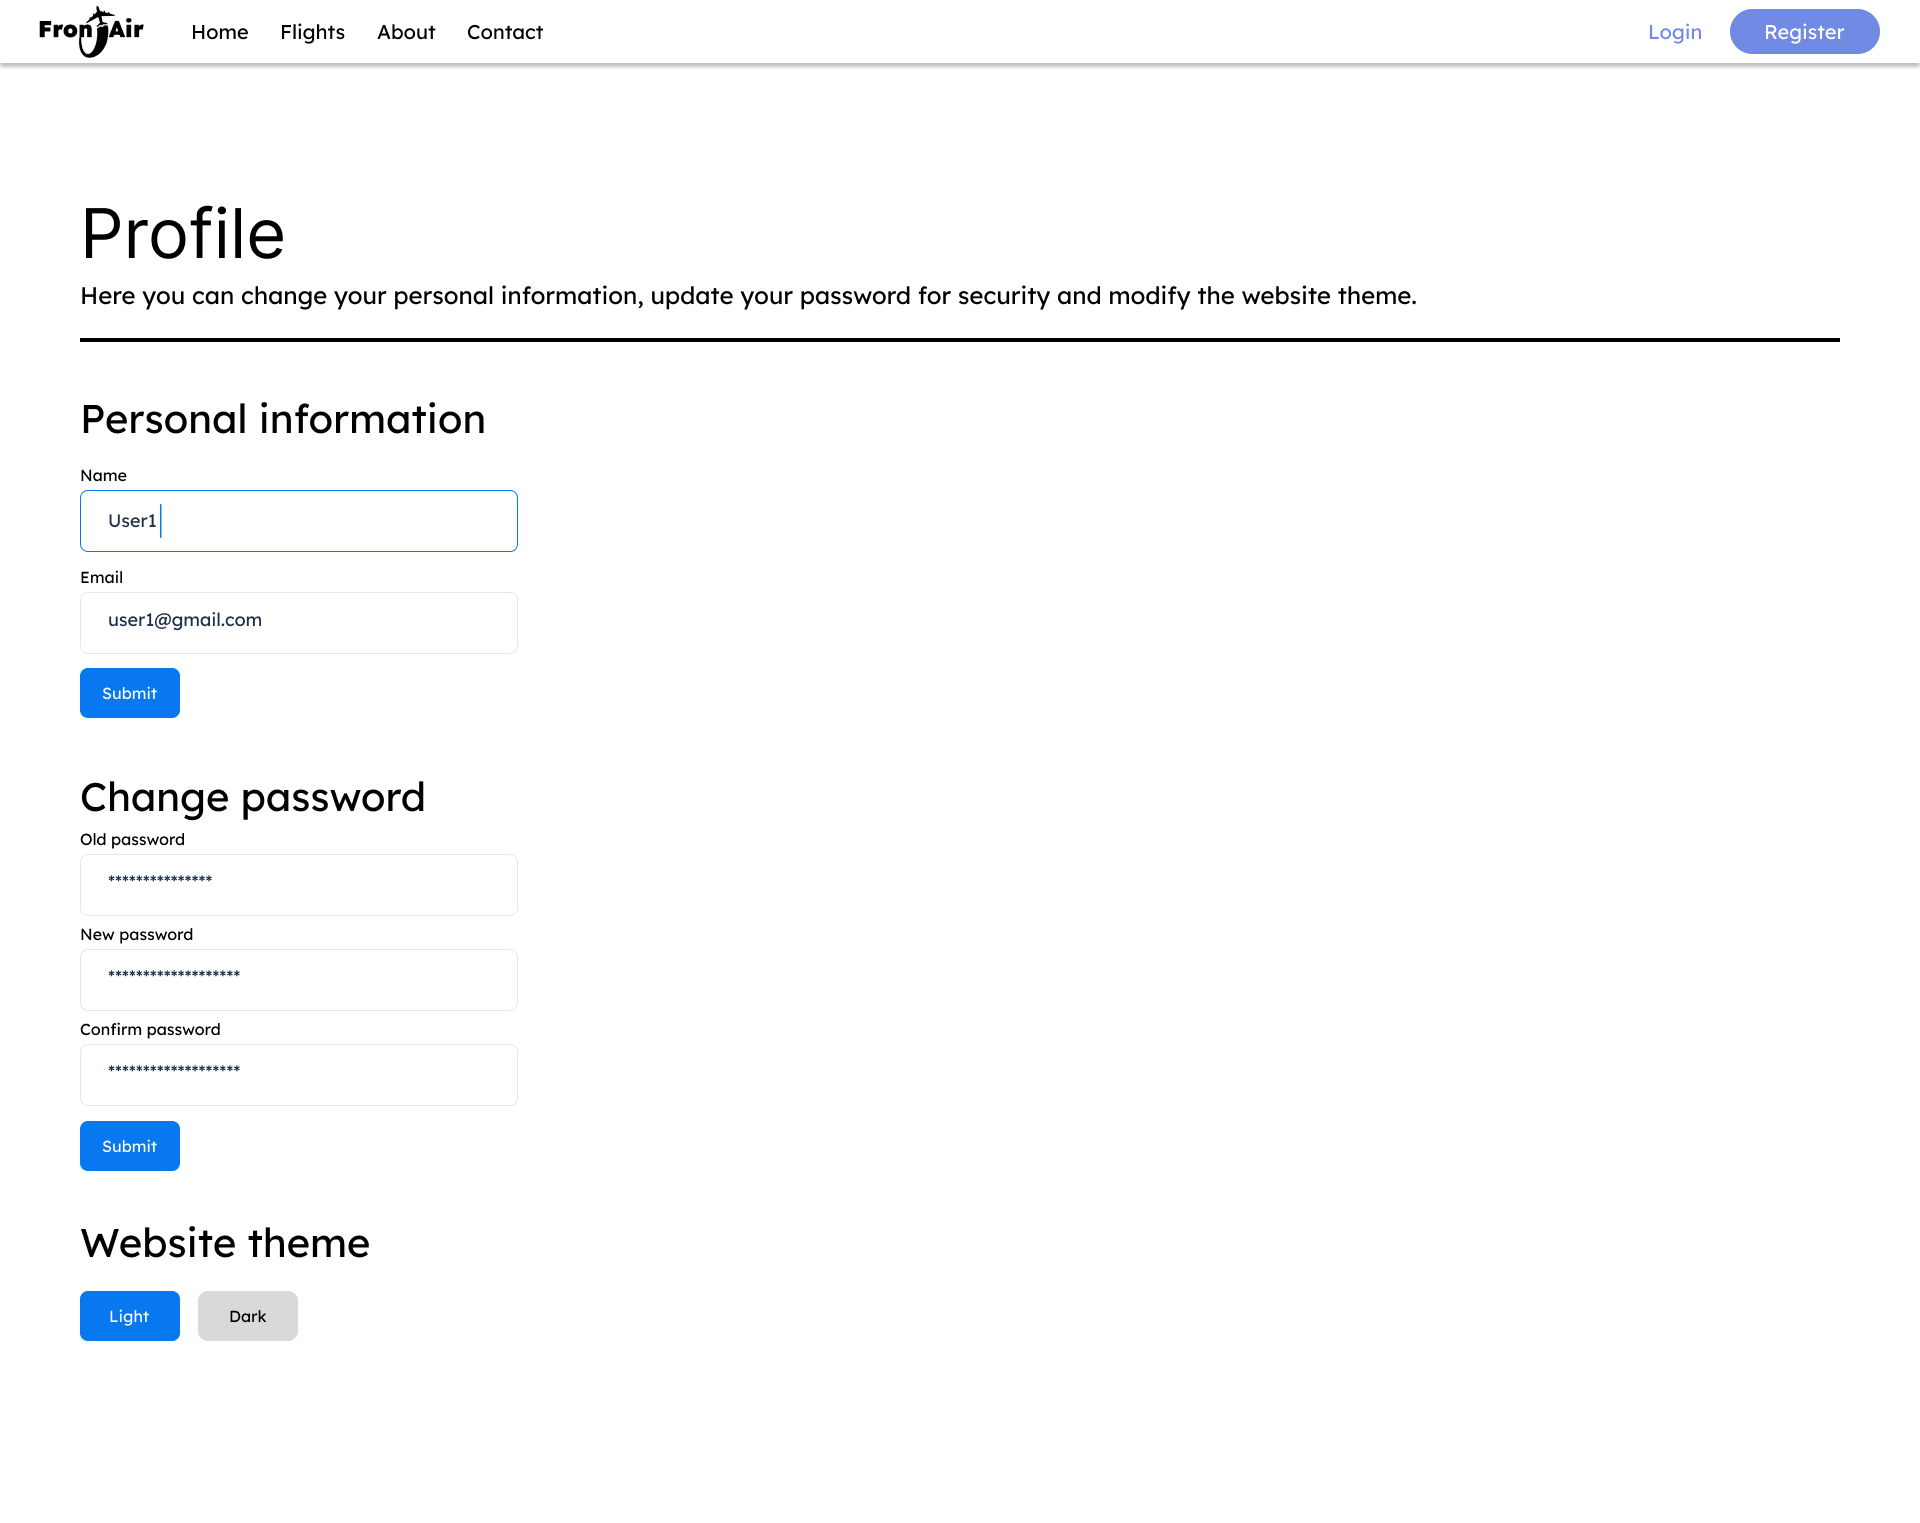 FrontAir
Home Flights About Contact Login Register
Profile
Here you can change your personal information, update your password for security and modify the website theme.
Personal information
Name
User1
Email
user1@gmail.com
Submit
Change password
Old password
***************
New password
*******************
Confirm password
*******************
Submit
Website theme
Light Dark